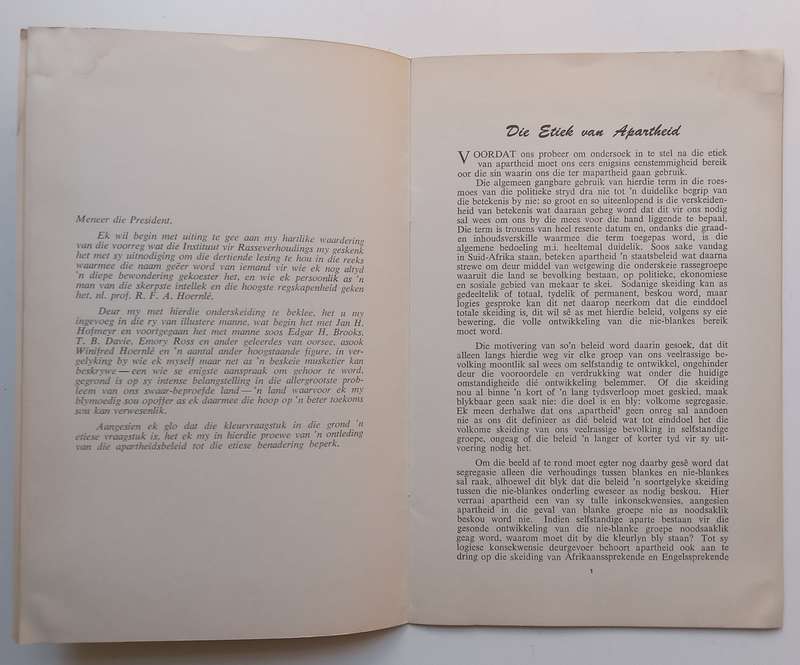 Meneer die President,
Ek wil begin met uiting te gee aan my hartlike waardering
van die voorreg wat die Instituut vir Rasseverhoudings my geskenk
het met sy uitnodiging om die dertiende lesing te hou in die reeks
waarmee die naam geëer word van iemand vir wie ek nog altyd
'n diepe bewondering gekoester het, en wie ek persoonlik as 'n
man van die skerpste intellek en die hoogste regskapenheid geken
het, nl. prof. R. F. A. Hoernlé.
Deur my met hierdie onderskeiding te beklee, het u my
ingevoeg in die ry van illustere manne, wat begin het met Jan H.
Hofmeyr en voortgegaan het met manne soos Edgar H. Brooks,
T. B. Davie, Emory Ross en ander geleerdes van oorsee, asook
Winifred Hoernlé en 'n aantal ander hoogstaande figure, in ver-
gelyking by wie ek myself maar net as 'n beskeie musketier kan
beskrywe — een wie se enigste aanspraak om gehoor te word,
gegrond is op sy intense belangstelling in die allergrootste prob-
leem van ons swaar-beproefde land — 'n land waarvoor ek my
blymoedig sou opoffer as ek daarmee die hoop op 'n beter toekoms
sou kan verwesenlik.
Aangesien ek glo dat die kleurvraagstuk in die grond 'n
etiese vraagstuk is, het ek my in hierdie proewe van 'n ontleding
van die apartheidsbeleid tot die etiese benadering beperk.
Die Etiek van Apartheid
VOORDAT ons probeer om ondersoek in te stel na die etiek
van apartheid moet ons eers enigsins eenstemmigheid bereik
oor die sin waarin ons die ter mapartheid gaan gebruik.
Die algemeen gangbare gebruik van hierdie term in die roes-
moes van die politieke stryd dra nie tot 'n duidelike begrip van
die betekenis by nie: so groot en so uiteenlopend is die verskeiden-
heid van betekenis wat daaraan geheg word dat dit vir ons nodig
sal wees om ons by die mees voor die hand liggende te bepaal.
Die term is trouens van heel resente datum en, ondanks die graad-
en inhoudsverskille waarmee die term toegepas word, is die
algemene bedoeling m.i. heeltemal duidelik. Soos sake vandag
in Suid-Afrika staan, beteken apartheid 'n staatsbeleid wat daarna
strewe om deur middel van wetgewing die onderskeie rassegroepe
waaruit die land se bevolking bestaan, op politieke, ekonomiese
en sosiale gebied van mekaar te skei. Sodanige skeiding kan as
gedeeltelik of totaal, tydelik of permanent, beskou word, maar
logies gesproke kan dit net daarop neerkom dat die einddoel
totale skeiding is, dit wil sê as met hierdie beleid, volgens sy eie
bewering, die volle ontwikkeling van die nie-blankes bereik
moet word.
Die motivering van so'n beleid word daarin gesoek, dat dit
alleen langs hierdie weg vir elke groep van ons veelrassige be-
volking moontlik sal wees om selfstandig te ontwikkel, ongehinder
deur die vooroordele en verdrukking wat onder die huidige
omstandighede dié ontwikkeling belemmer. Of die skeiding
nou al binne 'n kort of 'n lang tydsverloop moet geskied, maak
blykbaar geen saak nie: die doel is en bly: volkome segregasie.
Ek meen derhalwe dat ons ‚apartheid' geen onreg sal aandoen
nie as ons dit definieer as dié beleid wat tot einddoel het die
volkome skeiding van ons veelrassige bevolking in selfstandige
groepe, ongeag of die beleid 'n langer of korter tyd vir sy uit-
voering nodig het.
Om die beeld af te rond moet egter nog daarby gesê word dat
segregasie alleen die verhoudings tussen blankes en nie-blankes
sal raak, alhoewel dit blyk dat die beleid 'n soortgelyke skeiding
tussen die nie-blankes onderling eweseer as nodig beskou. Hier
verraai apartheid een van sy talle inkonsekwensies, aangesien
apartheid in die geval van blanke groepe nie as noodsaklik
beskou word nie. Indien selfstandige aparte bestaan vir die
gesonde ontwikkeling van die nie-blanke groepe noodsaaklik
geag word, waarom moet dit by die kleurlyn bly staan? Tot sy
logiese konsekwensie deurgevoer behoort apartheid ook aan te
dring op die skeiding van Afrikaanssprekende en Engelssprekende
1